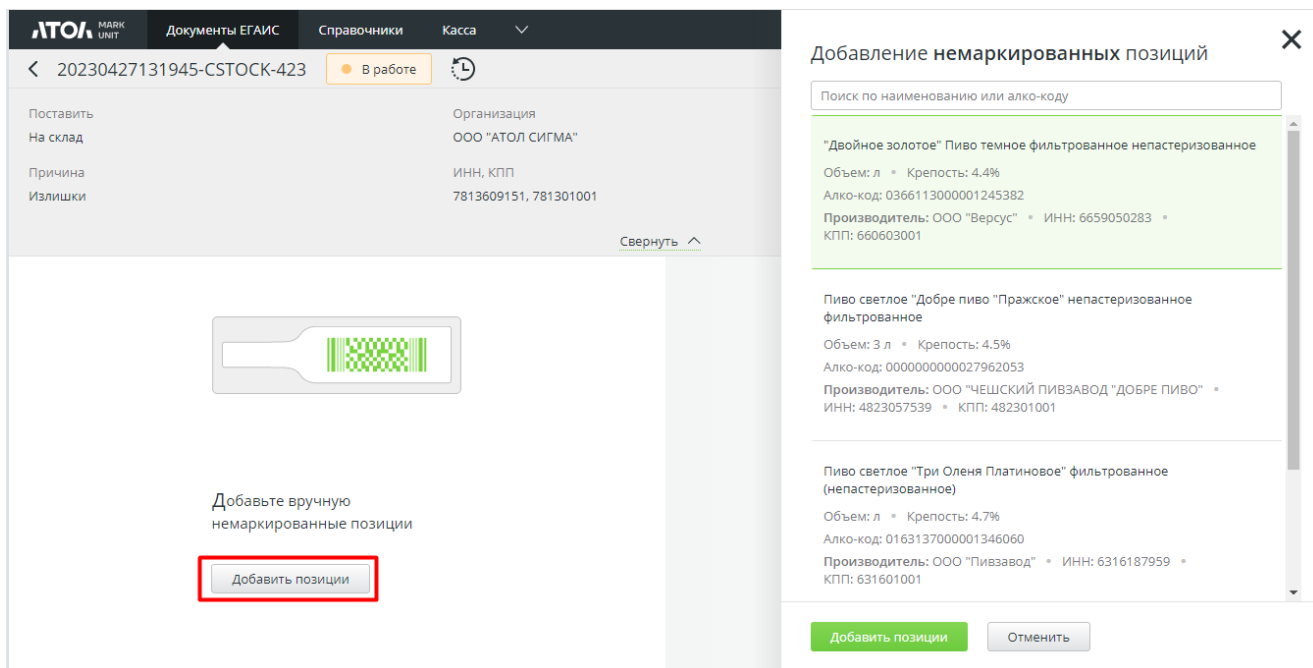 АТОЛ MARK UNIT
Документы ЕГАИС
Справочники
Касса
20230427131945-CSTOCK-423
В работе
Поставить
На склад
Организация
ООО "АТОЛ СИГМА"
Причина
Излишки
ИНН, КПП
7813609151, 781301001
Свернуть
Добавьте вручную
немаркированные позиции
Добавить позиции
Добавление немаркированных позиций
Поиск по наименованию или алко-коду
"Двойное золотое" Пиво темное фильтрованное непастеризованное
Объем: л • Крепость: 4.4%
Алко-код: 0366113000001245382
Производитель: ООО "Версус" • ИНН: 6659050283 •
КПП: 660603001
Пиво светлое "Добре пиво "Пражское" непастеризованное
фильтрованное
Объем: 3 л • Крепость: 4.5%
Алко-код: 0000000000027962053
Производитель: ООО "ЧЕШСКИЙ ПИВЗАВОД "ДОБРЕ ПИВО" •
ИНН: 4823057539 • КПП: 482301001
Пиво светлое "Три Оленя Платиновое" фильтрованное
(непастеризованное)
Объем: л • Крепость: 4.7%
Алко-код: 0163137000001346060
Производитель: ООО "Пивзавод" • ИНН: 6316187959 •
КПП: 631601001
Добавить позиции
Отменить